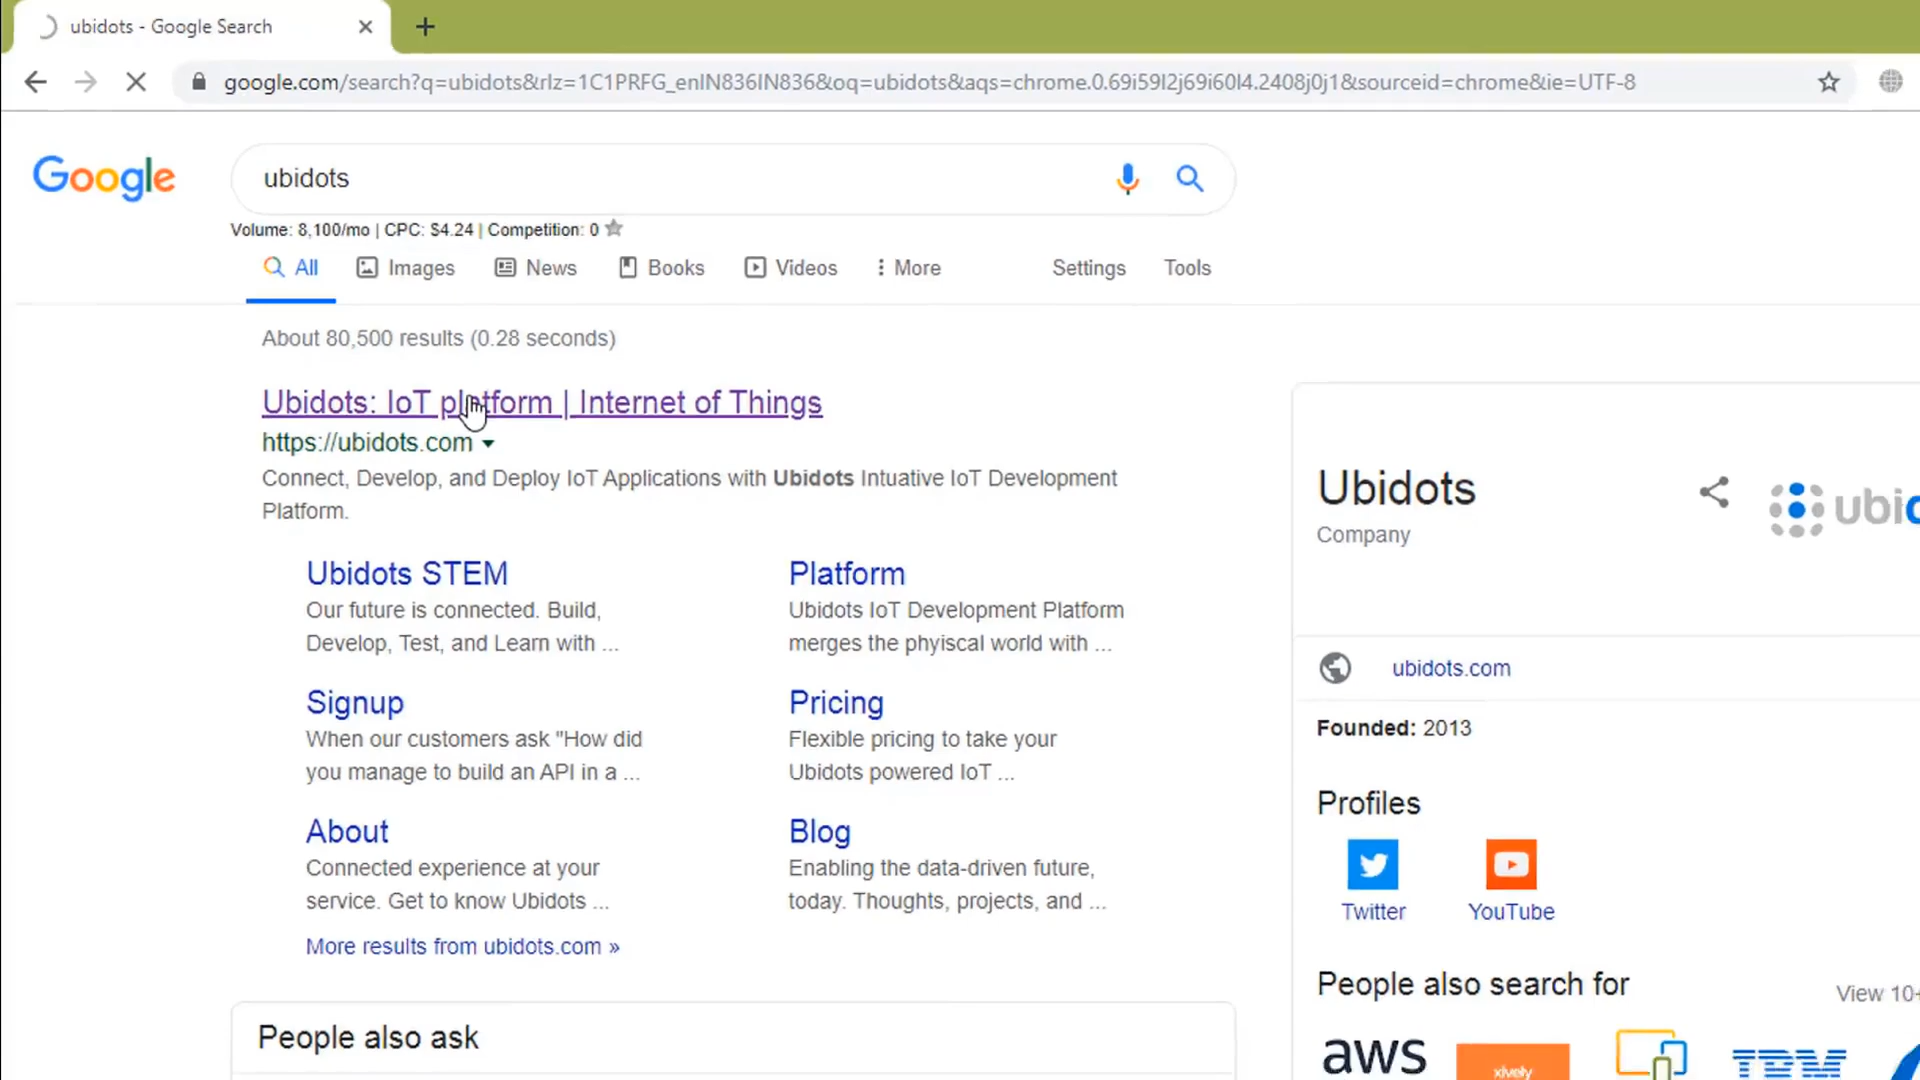 ubidots - Google Search
google.com/search?q=ubidots&rlz=1C1PRFG_enIN836IN836&oq=ubidots&aqs=chrome.0.69i59l2j69i60l4.2408j0j1&sourceid=chrome&ie=UTF-8
Google
ubidots
Volume: 8,100/mo | CPC: $4.24 | Competition: 0
All Images News Books Videos More Settings Tools
About 80,500 results (0.28 seconds)
Ubidots: IoT platform | Internet of Things
https://ubidots.com
Connect, Develop, and Deploy IoT Applications with Ubidots Intuative IoT Development
Platform.
Ubidots STEM
Our future is connected. Build,
Develop, Test, and Learn with ...
Platform
Ubidots IoT Development Platform
merges the phyiscal world with ...
Signup
When our customers ask "How did
you manage to build an API in a ...
Pricing
Flexible pricing to take your
Ubidots powered IoT ...
About
Connected experience at your
service. Get to know Ubidots ...
Blog
Enabling the data-driven future,
today. Thoughts, projects, and ...
More results from ubidots.com »
People also ask
Ubidots
Company
ubid
ubidots.com
Founded: 2013
Profiles
Twitter
YouTube
People also search for
View 10+
aws
xively
IBM